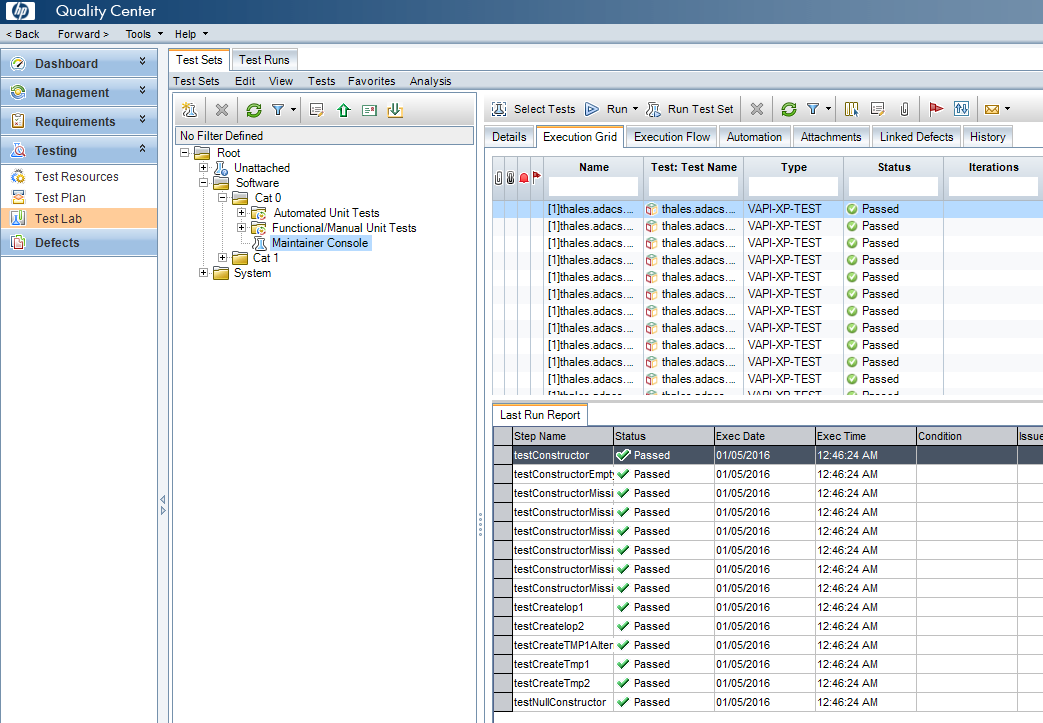 hp Quality Center
< Back Forward > Tools Help
Dashboard
Management
Requirements
Testing
Test Resources
Test Plan
Test Lab
Defects
Test Sets Test Runs
Test Sets Edit View Tests Favorites Analysis
No Filter Defined
Root
Unattached
Software
Cat 0
Automated Unit Tests
Functional/Manual Unit Tests
Maintainer Console
Cat 1
System
Select Tests Run Run Test Set
Details Execution Grid Execution Flow Automation Attachments Linked Defects History
Name Test: Test Name Type Status Iterations
[1]thales.adacs.... thales.adacs.... VAPI-XP-TEST Passed
[1]thales.adacs.... thales.adacs.... VAPI-XP-TEST Passed
[1]thales.adacs.... thales.adacs.... VAPI-XP-TEST Passed
[1]thales.adacs.... thales.adacs.... VAPI-XP-TEST Passed
[1]thales.adacs.... thales.adacs.... VAPI-XP-TEST Passed
[1]thales.adacs.... thales.adacs.... VAPI-XP-TEST Passed
[1]thales.adacs.... thales.adacs.... VAPI-XP-TEST Passed
[1]thales.adacs.... thales.adacs.... VAPI-XP-TEST Passed
[1]thales.adacs.... thales.adacs.... VAPI-XP-TEST Passed
[1]thales.adacs.... thales.adacs.... VAPI-XP-TEST Passed
[1]thales.adacs.... thales.adacs.... VAPI-XP-TEST Passed
Last Run Report
Step Name Status Exec Date Exec Time Condition Issue
testConstructor Passed 01/05/2016 12:46:24 AM
testConstructorEmpty Passed 01/05/2016 12:46:24 AM
testConstructorMissi Passed 01/05/2016 12:46:24 AM
testConstructorMissi Passed 01/05/2016 12:46:24 AM
testConstructorMissi Passed 01/05/2016 12:46:24 AM
testConstructorMissi Passed 01/05/2016 12:46:24 AM
testConstructorMissi Passed 01/05/2016 12:46:24 AM
testConstructorMissi Passed 01/05/2016 12:46:24 AM
testCreateIop1 Passed 01/05/2016 12:46:24 AM
testCreateIop2 Passed 01/05/2016 12:46:24 AM
testCreateTMP1Alter Passed 01/05/2016 12:46:24 AM
testCreateTmp1 Passed 01/05/2016 12:46:24 AM
testCreateTmp2 Passed 01/05/2016 12:46:24 AM
testNullConstructor Passed 01/05/2016 12:46:24 AM